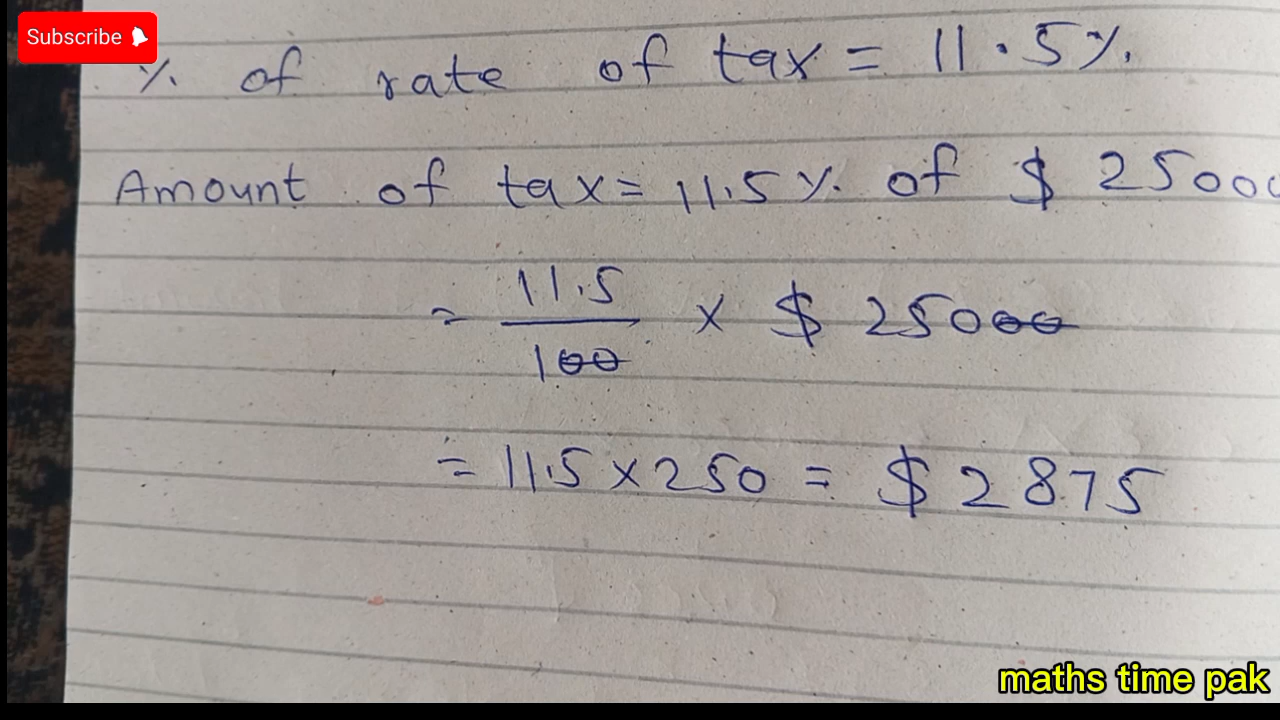 Subscribe
% of rate of tax = 11.5%
Amount of tax = 11.5% of $ 25000
= 11.5/100 × $ 25000
= 11.5 × 250 = $ 2875
maths time pak